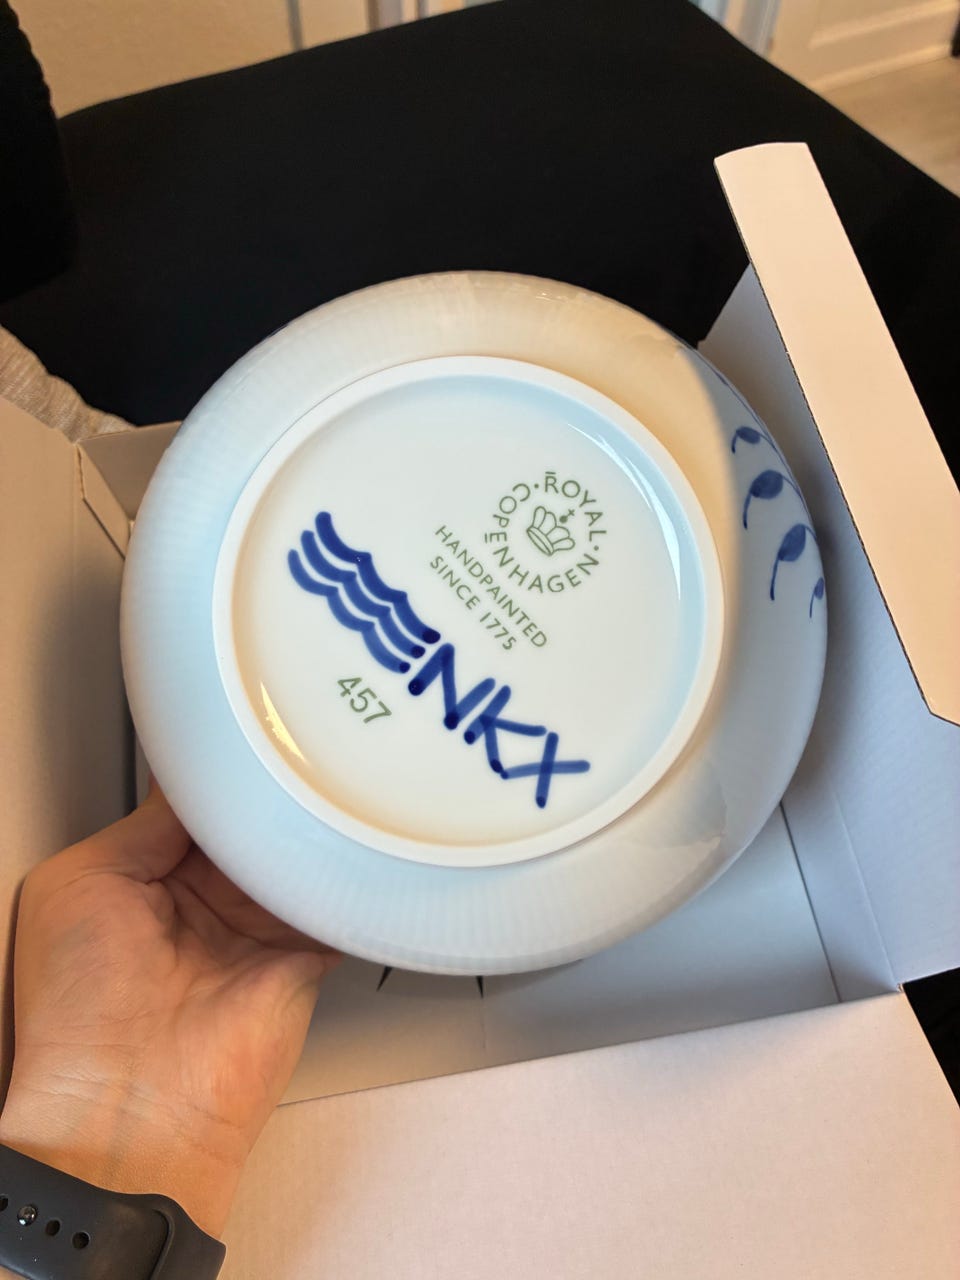 ROYAL · COPENHAGEN ·
HANDPAINTED
SINCE 1775
NKX
457